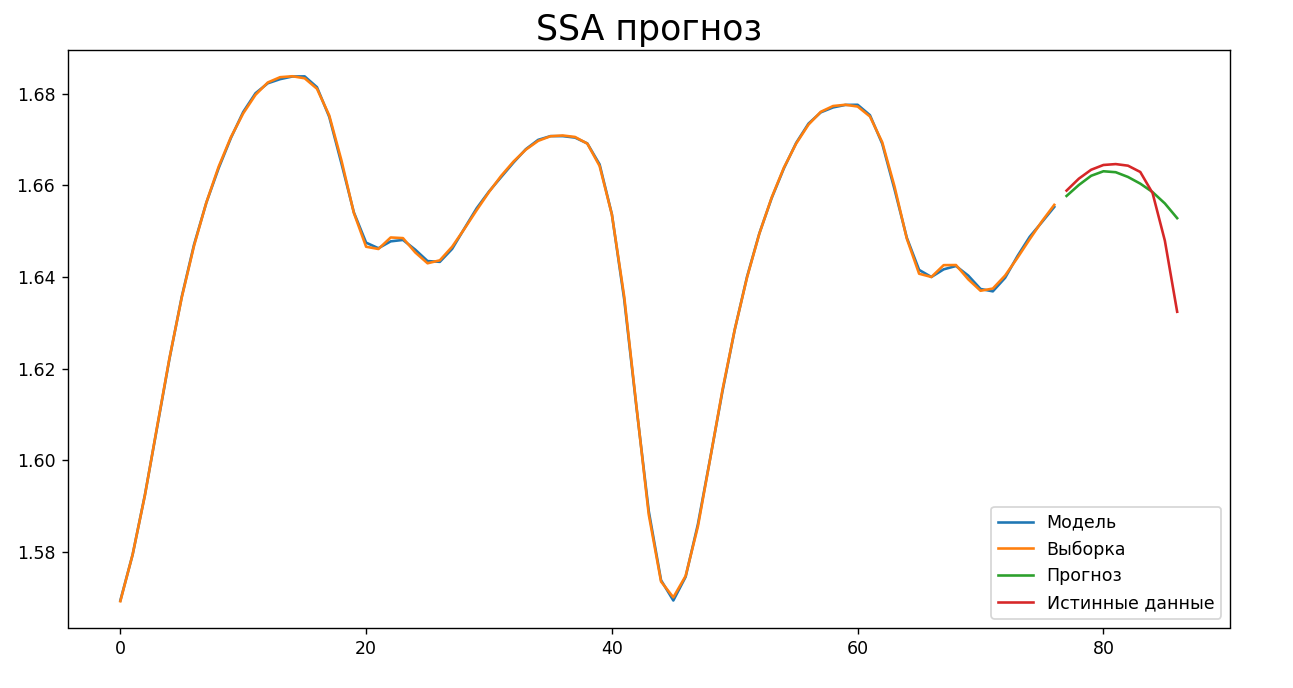 SSA прогноз
1.68
1.66
1.64
1.62
1.60
1.58
0
20
40
60
80
Модель
Выборка
Прогноз
Истинные данные